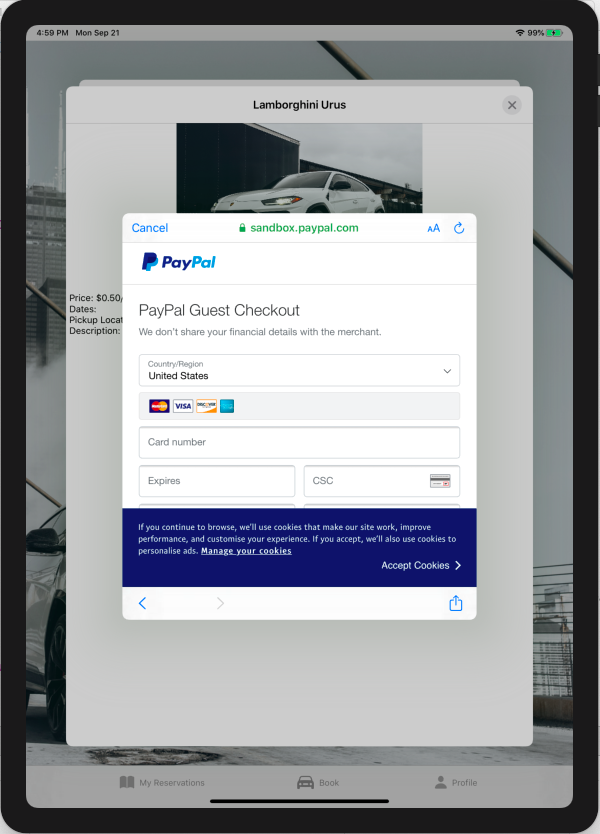 4:59 PM Mon Sep 21
99%
Lamborghini Urus
Cancel
sandbox.paypal.com
AA
PayPal
PayPal Guest Checkout
We don't share your financial details with the merchant.
Country/Region
United States
MasterCard VISA DISCOVER
Card number
Expires
CSC
Price: $0.50/
Dates:
Pickup Locat
Description:
If you continue to browse, we'll use cookies that make our site work, improve
performance, and customise your experience. If you accept, we'll also use cookies to
personalise ads. Manage your cookies
Accept Cookies
My Reservations
Book
Profile